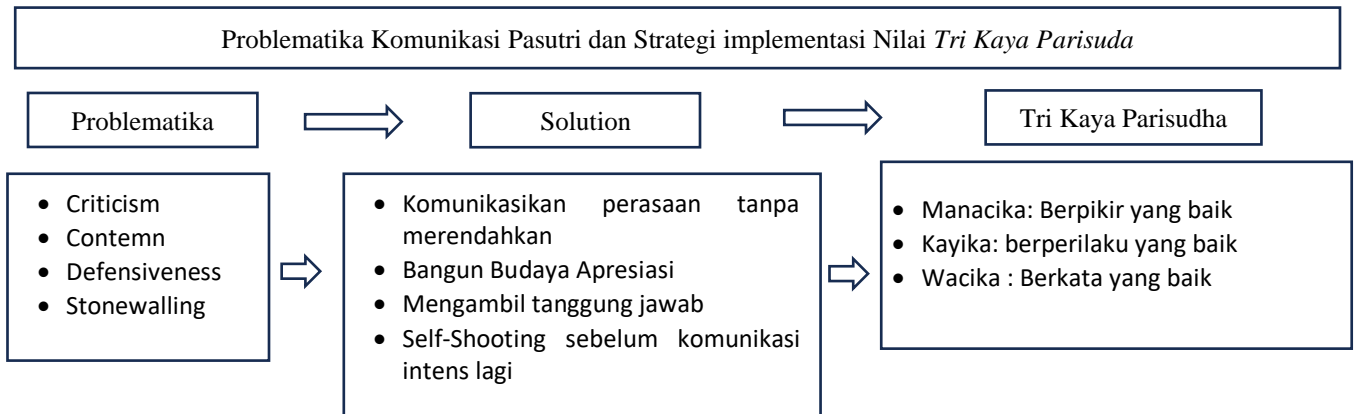 Problematika Komunikasi Pasutri dan Strategi implementasi Nilai Tri Kaya Parisuda
Problematika
Solution
Tri Kaya Parisudha
• Criticism
• Contemn
• Defensiveness
• Stonewalling
• Komunikasikan perasaan tanpa
merendahkan
• Bangun Budaya Apresiasi
• Mengambil tanggung jawab
• Self-Shooting sebelum komunikasi
intens lagi
• Manacika: Berpikir yang baik
• Kayika: berperilaku yang baik
• Wacika : Berkata yang baik